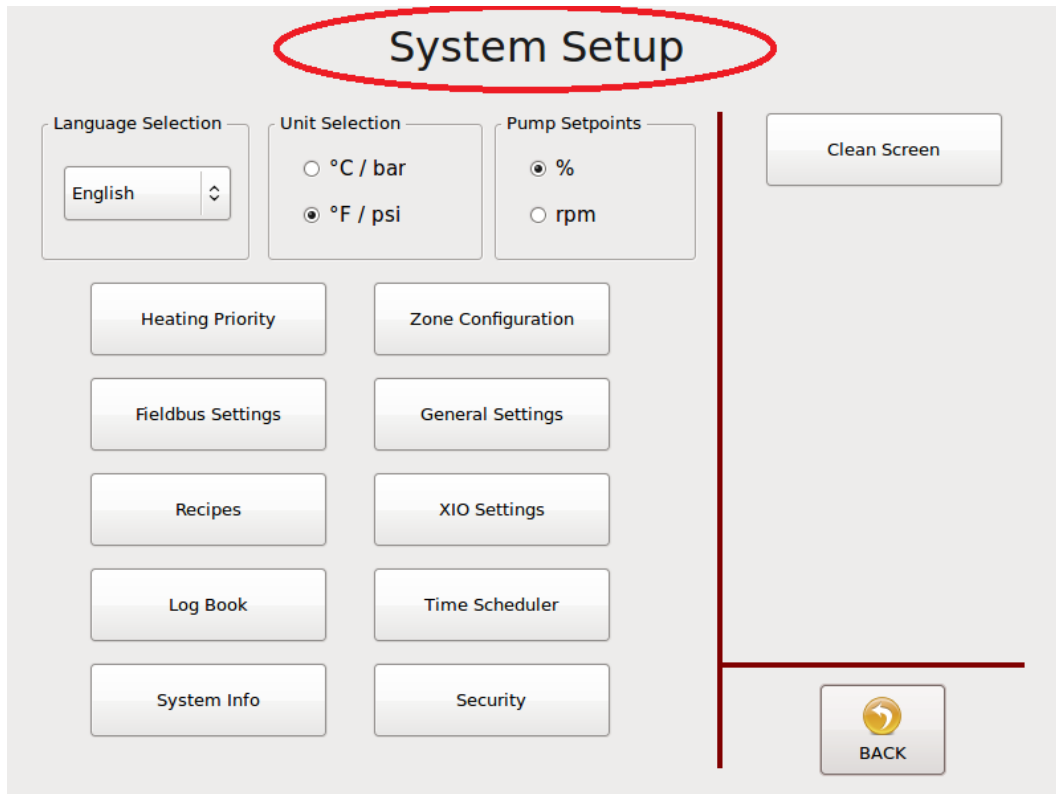 System Setup
Language Selection
Unit Selection
Pump Setpoints
English
°C / bar
°F / psi
%
rpm
Clean Screen
Heating Priority
Zone Configuration
Fieldbus Settings
General Settings
Recipes
XIO Settings
Log Book
Time Scheduler
System Info
Security
BACK